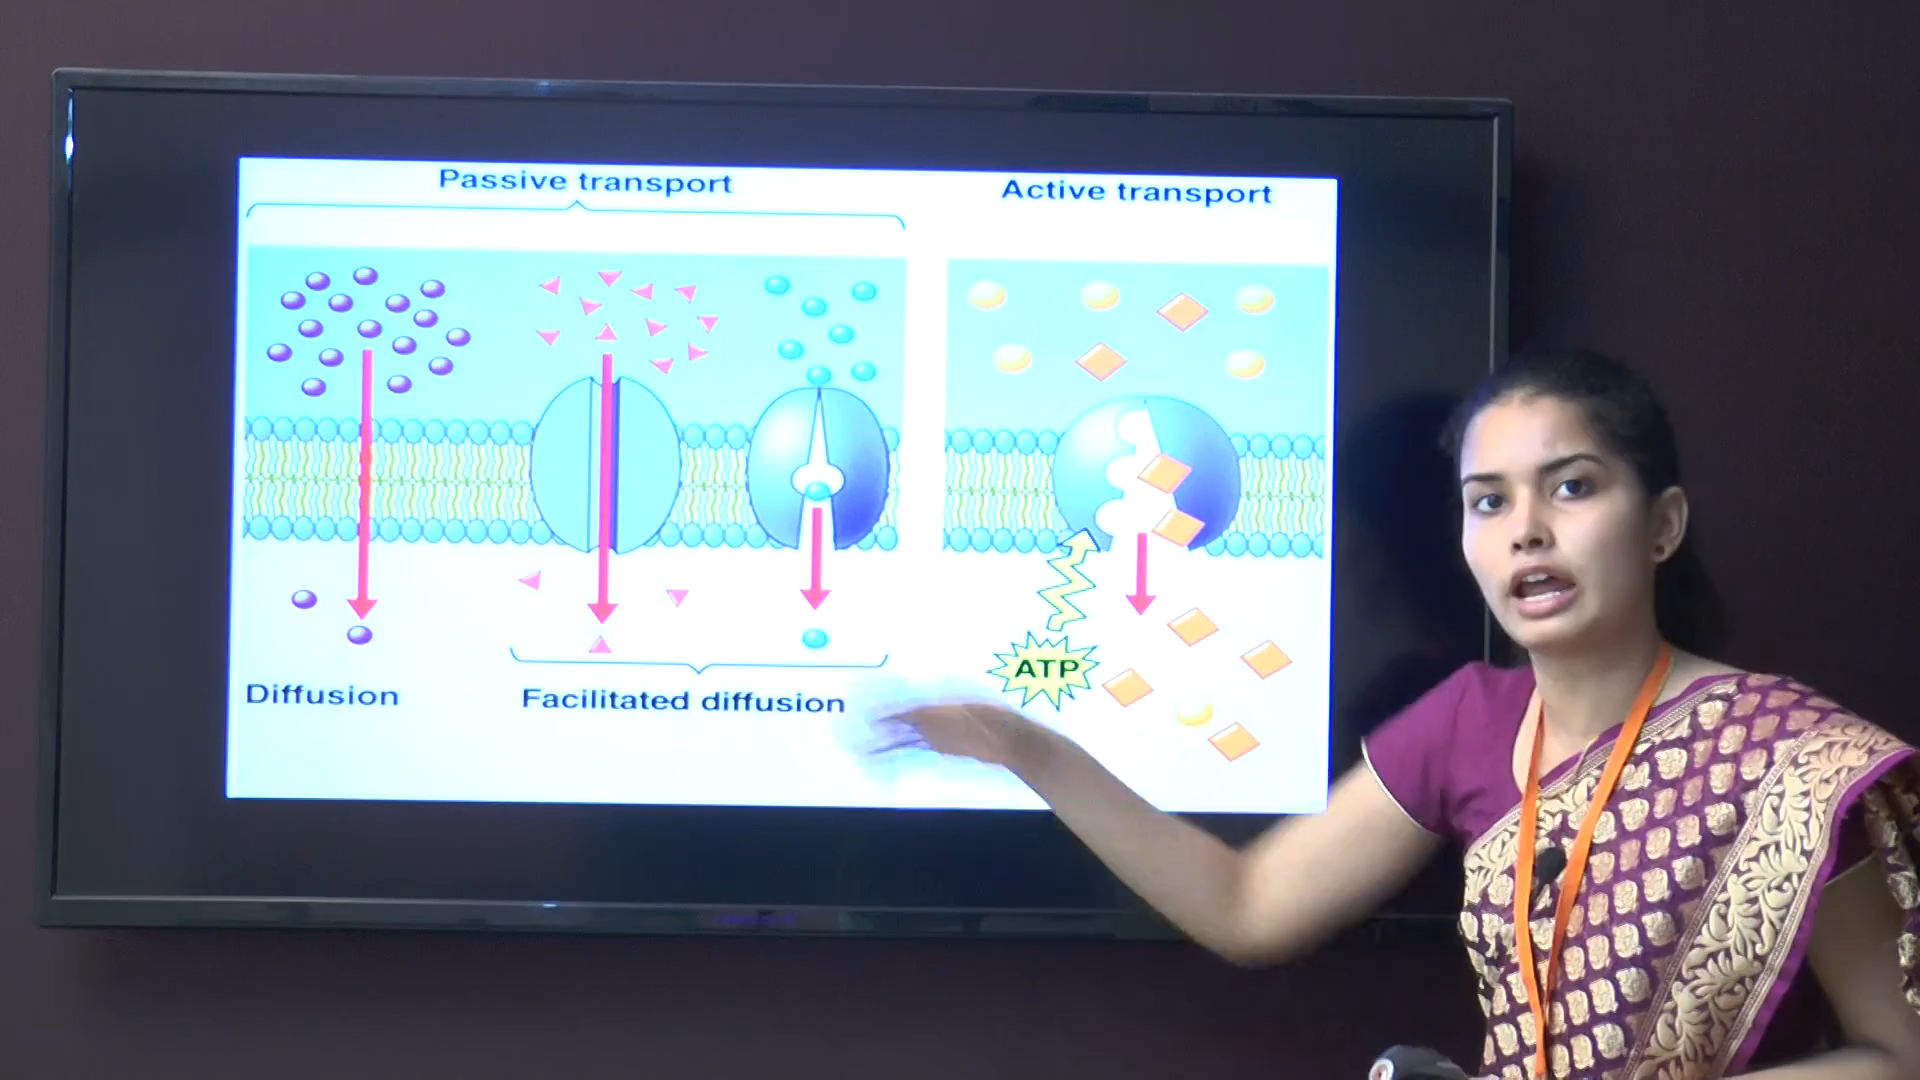 Passive transport
Active transport
ATP
Diffusion
Facilitated diffusion